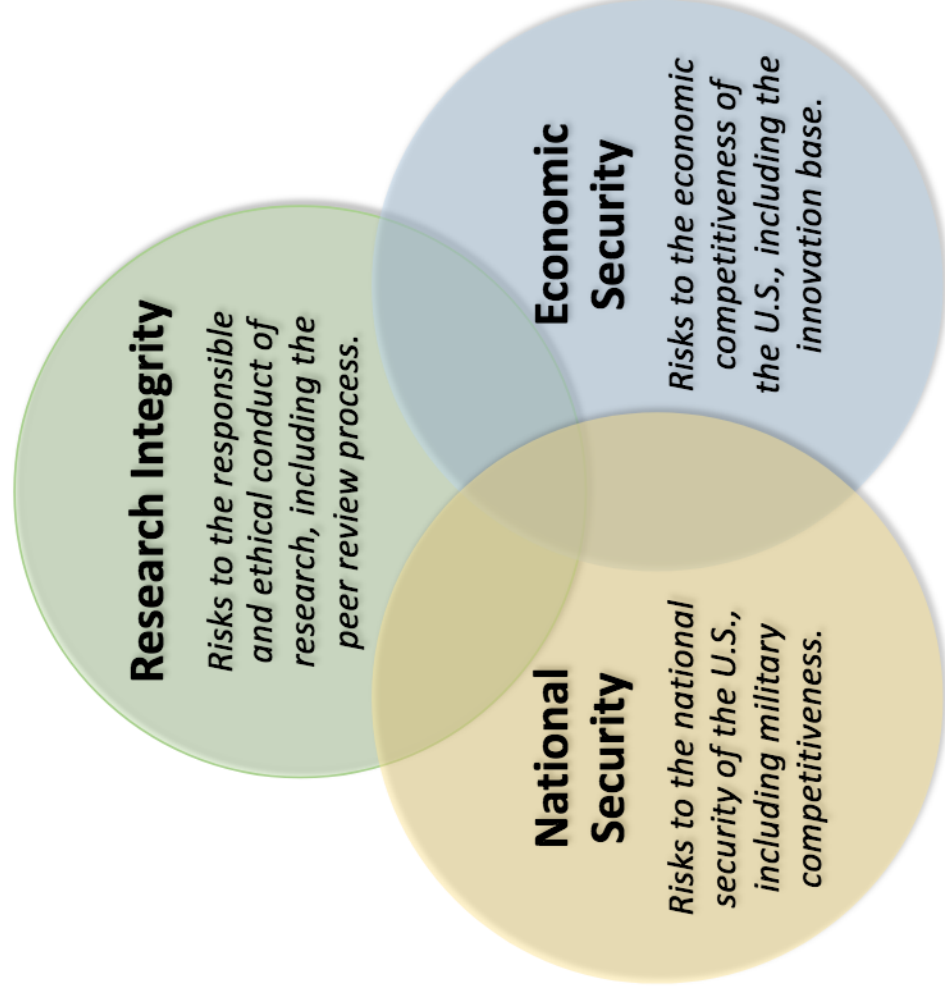 Research Integrity
Risks to the responsible
and ethical conduct of
research, including the
peer review process.
National
Security
Risks to the national
security of the U.S.,
including military
competitiveness.
Economic
Security
Risks to the economic
competitiveness of
the U.S., including the
innovation base.